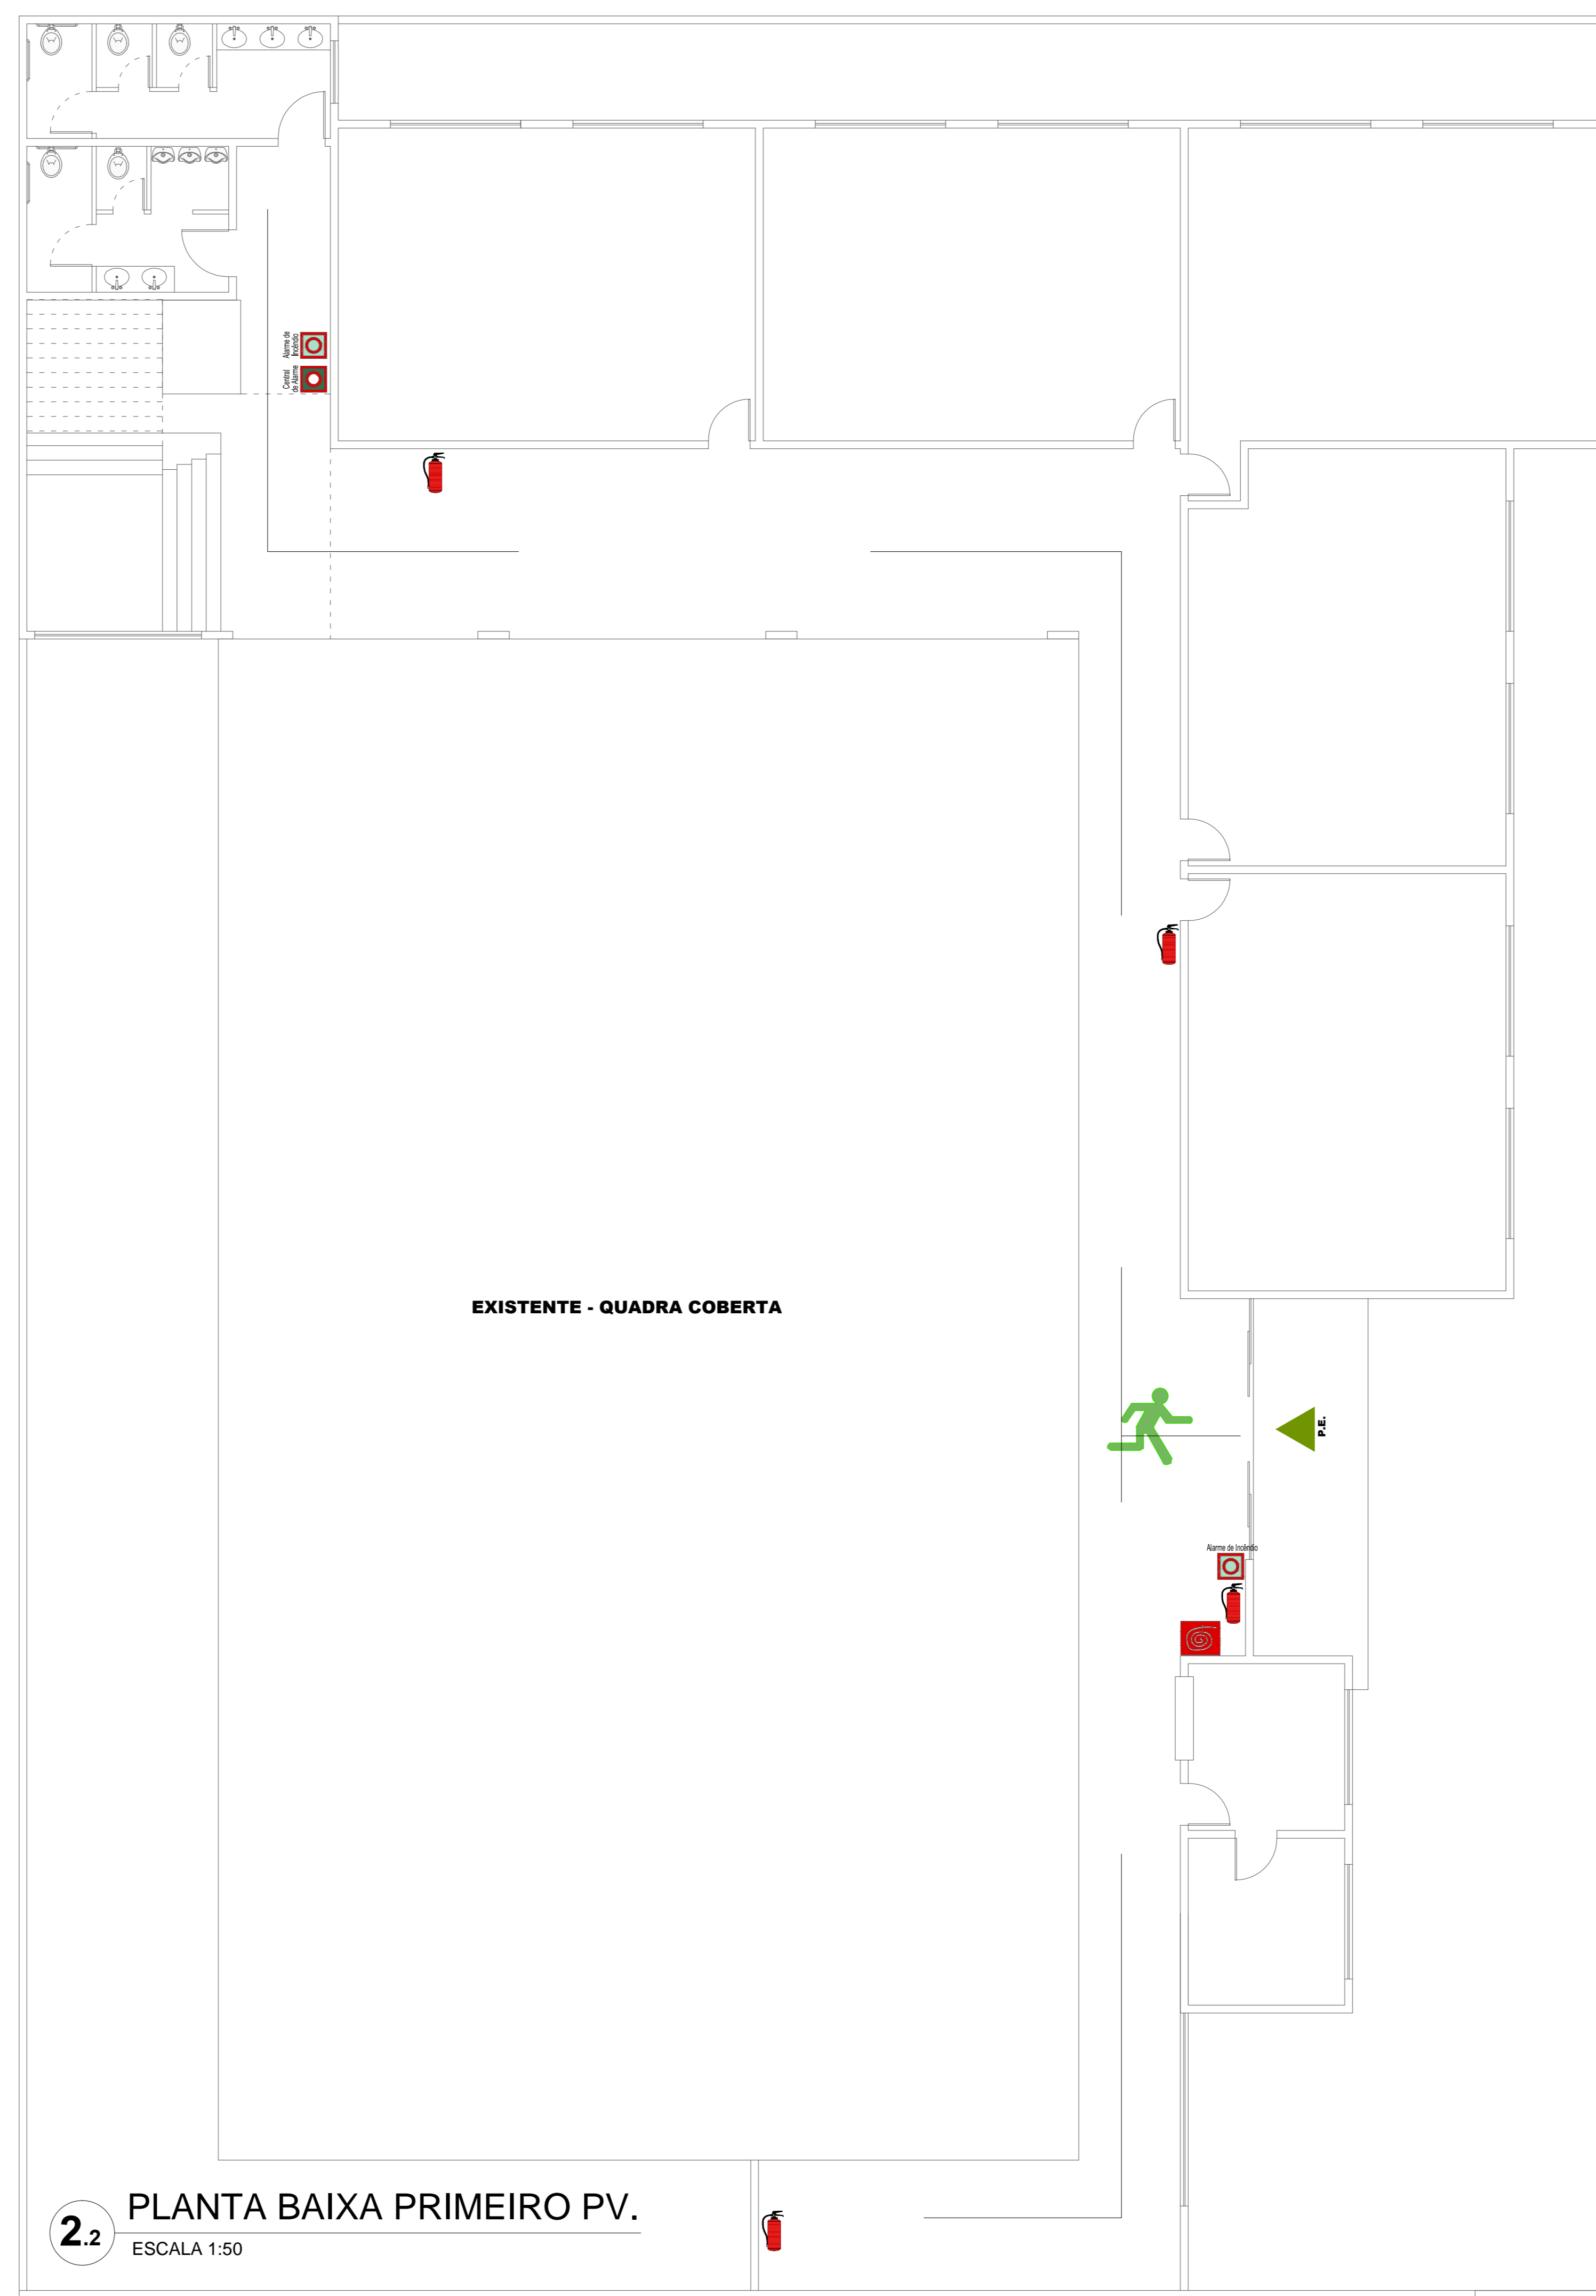 Alarme de
Incêndio
Central
de Alarme
EXISTENTE - QUADRA COBERTA
P.E.
Alarme de Incêndio
2.2
PLANTA BAIXA PRIMEIRO PV.
ESCALA 1:50